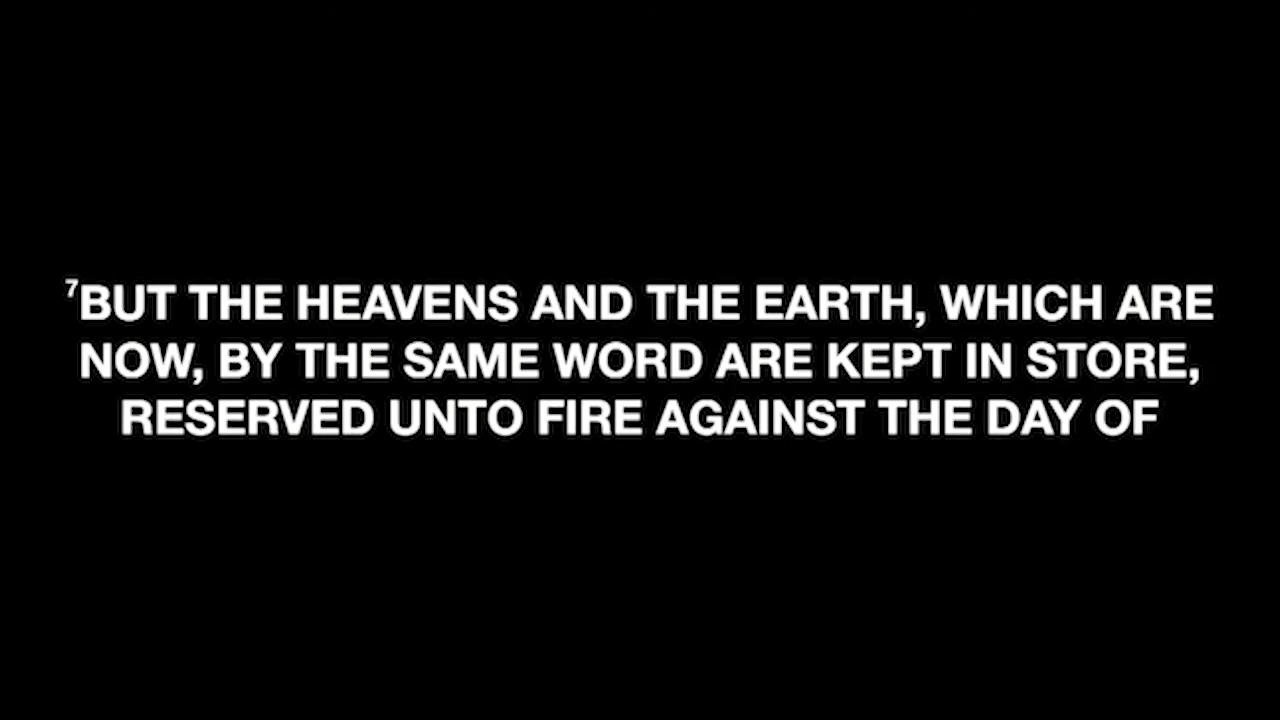 ⁷BUT THE HEAVENS AND THE EARTH, WHICH ARE
NOW, BY THE SAME WORD ARE KEPT IN STORE,
RESERVED UNTO FIRE AGAINST THE DAY OF